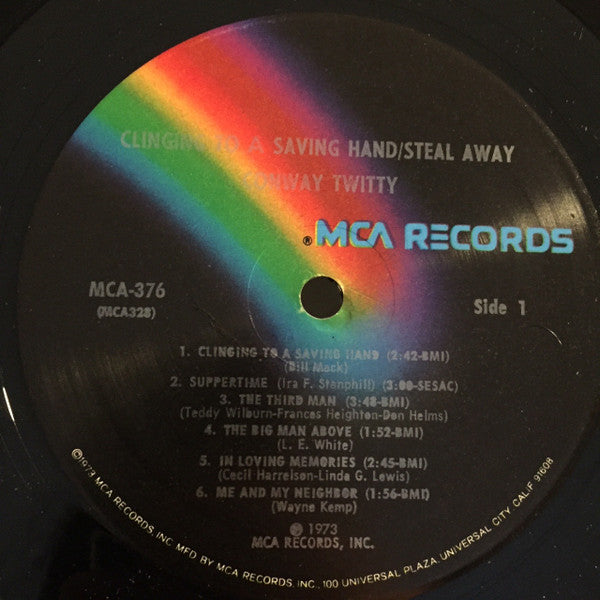 CLINGING TO A SAVING HAND/STEAL AWAY
CONWAY TWITTY
® MCA RECORDS
MCA-376
(MCA328)
Side 1
1. CLINGING TO A SAVING HAND (2:42-BMI)
(Bill Mack)
2. SUPPERTIME (Ira F. Stanphill) (3:00-SESAC)
3. THE THIRD MAN (3:48-BMI)
(Teddy Wilburn-Frances Heighton-Don Helms)
4. THE BIG MAN ABOVE (1:52-BMI)
(L. E. White)
5. IN LOVING MEMORIES (2:45-BMI)
(Cecil Harrelson-Linda G. Lewis)
6. ME AND MY NEIGHBOR (1:56-BMI)
(Wayne Kemp)
℗ 1973
MCA RECORDS, INC.
©1973 MCA RECORDS, INC. MFD BY MCA RECORDS, INC., 100 UNIVERSAL PLAZA, UNIVERSAL CITY, CALIF. 91608